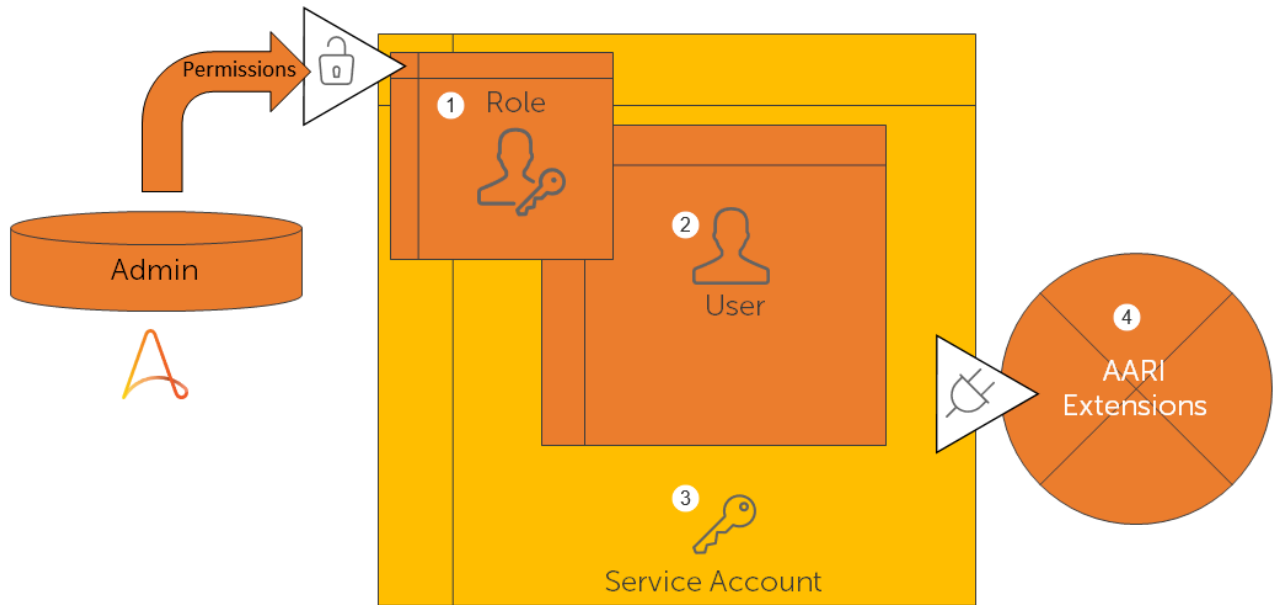 Permissions
Admin
1
Role
2
User
3
Service Account
4
AARI
Extensions